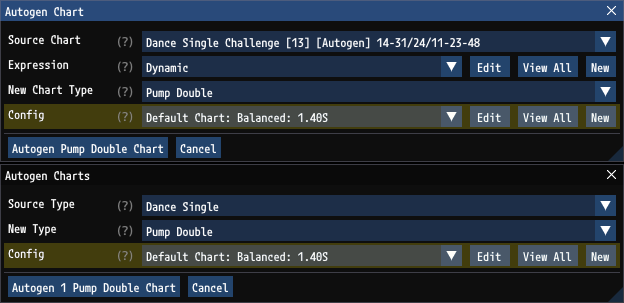 Autogen Chart
Source Chart (?) Dance Single Challenge [13] [Autogen] 14-31/24/11-23-48
Expression (?) Dynamic Edit View All New
New Chart Type (?) Pump Double
Config (?) Default Chart: Balanced: 1.40S Edit View All New
Autogen Pump Double Chart Cancel
Autogen Charts
Source Type (?) Dance Single
New Type (?) Pump Double
Config (?) Default Chart: Balanced: 1.40S Edit View All New
Autogen 1 Pump Double Chart Cancel